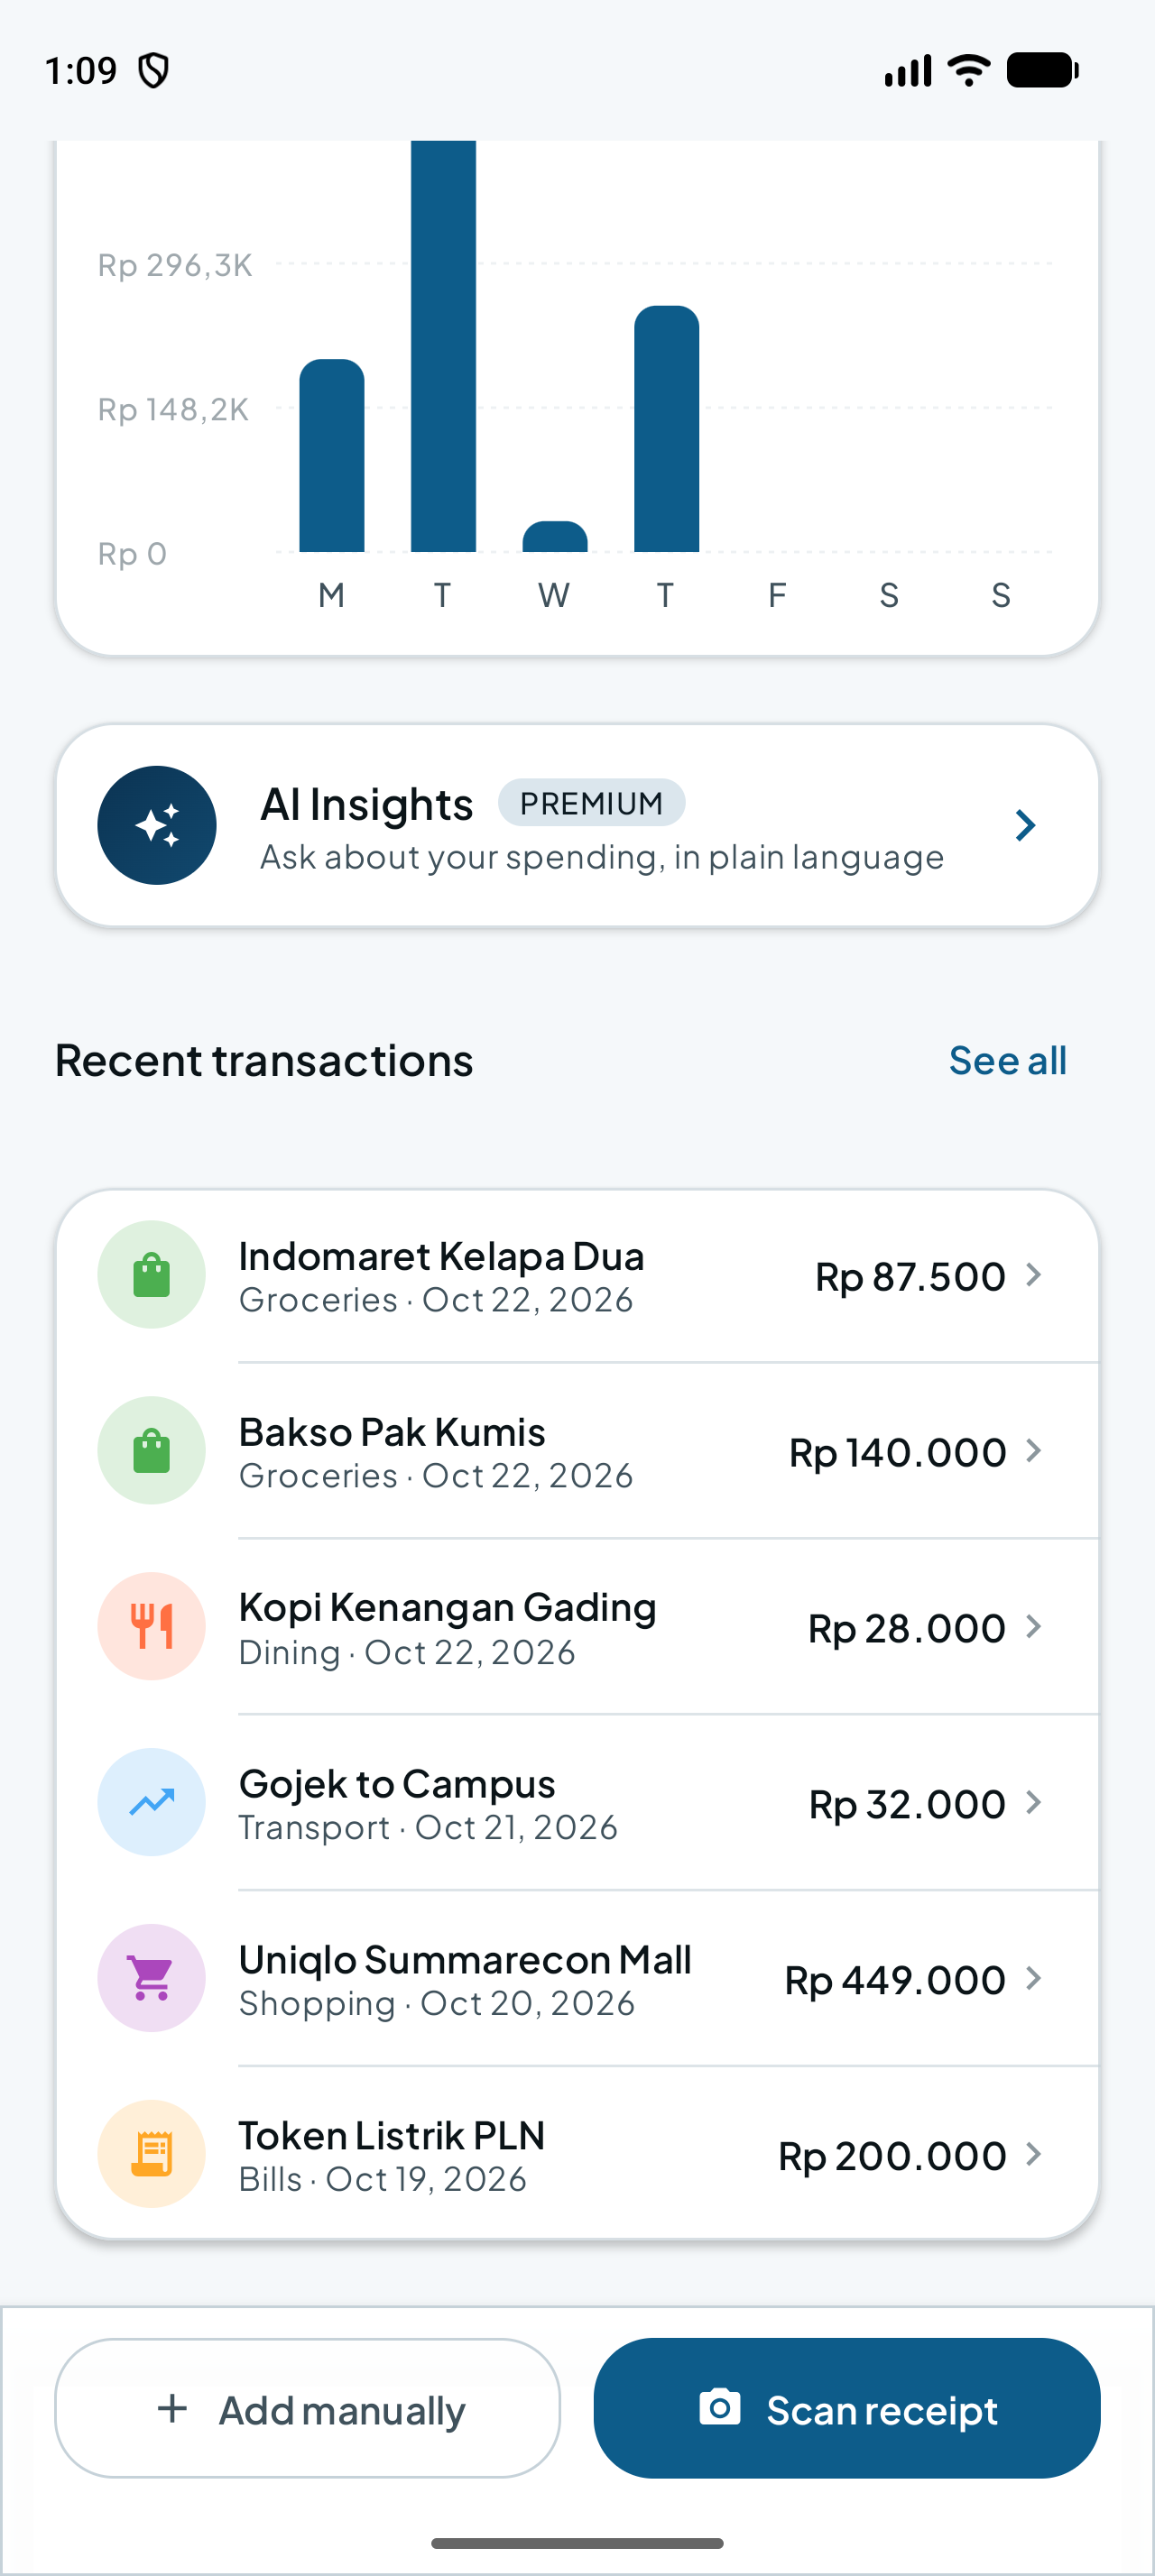 1:09
Rp 296,3K
Rp 148,2K
Rp 0
M T W T F S S
AI Insights PREMIUM
Ask about your spending, in plain language
Recent transactions See all
Indomaret Kelapa Dua
Groceries · Oct 22, 2026
Rp 87.500
Bakso Pak Kumis
Groceries · Oct 22, 2026
Rp 140.000
Kopi Kenangan Gading
Dining · Oct 22, 2026
Rp 28.000
Gojek to Campus
Transport · Oct 21, 2026
Rp 32.000
Uniqlo Summarecon Mall
Shopping · Oct 20, 2026
Rp 449.000
Token Listrik PLN
Bills · Oct 19, 2026
Rp 200.000
Add manually
Scan receipt